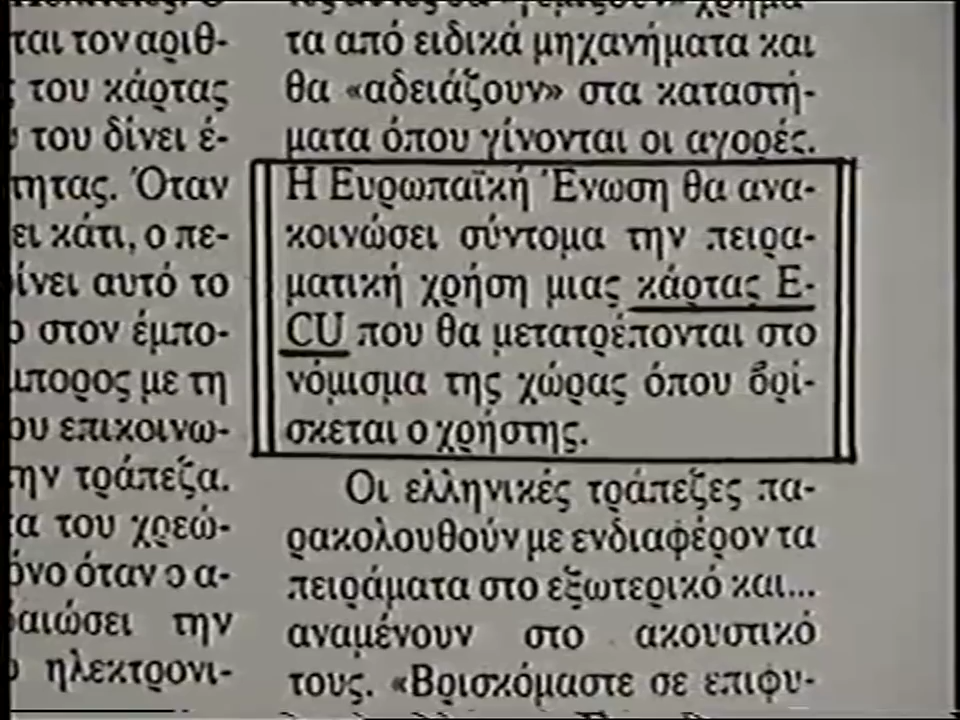 ται τον αριθ-
του κάρτας
του δίνει έ-
τητας. Όταν
ει κάτι, ο πε-
ίνει αυτό το
ο στον έμπο-
μπορος με τη
ου επικοινω-
ην τράπεζα.
α του χρεώ-
όνο όταν ο α-
αιώσει την
ηλεκτρονι-
τα από ειδικά μηχανήματα και
θα «αδειάζουν» στα καταστή-
ματα όπου γίνονται οι αγορές.
Η Ευρωπαϊκή Ένωση θα ανα-
κοινώσει σύντομα την πειρα-
ματική χρήση μιας κάρτας E-
CU που θα μετατρέπονται στο
νόμισμα της χώρας όπου βρί-
σκεται ο χρήστης.
Οι ελληνικές τράπεζες πα-
ρακολουθούν με ενδιαφέρον τα
πειράματα στο εξωτερικό και...
αναμένουν στο ακουστικό
τους. «Βρισκόμαστε σε επιφυ-